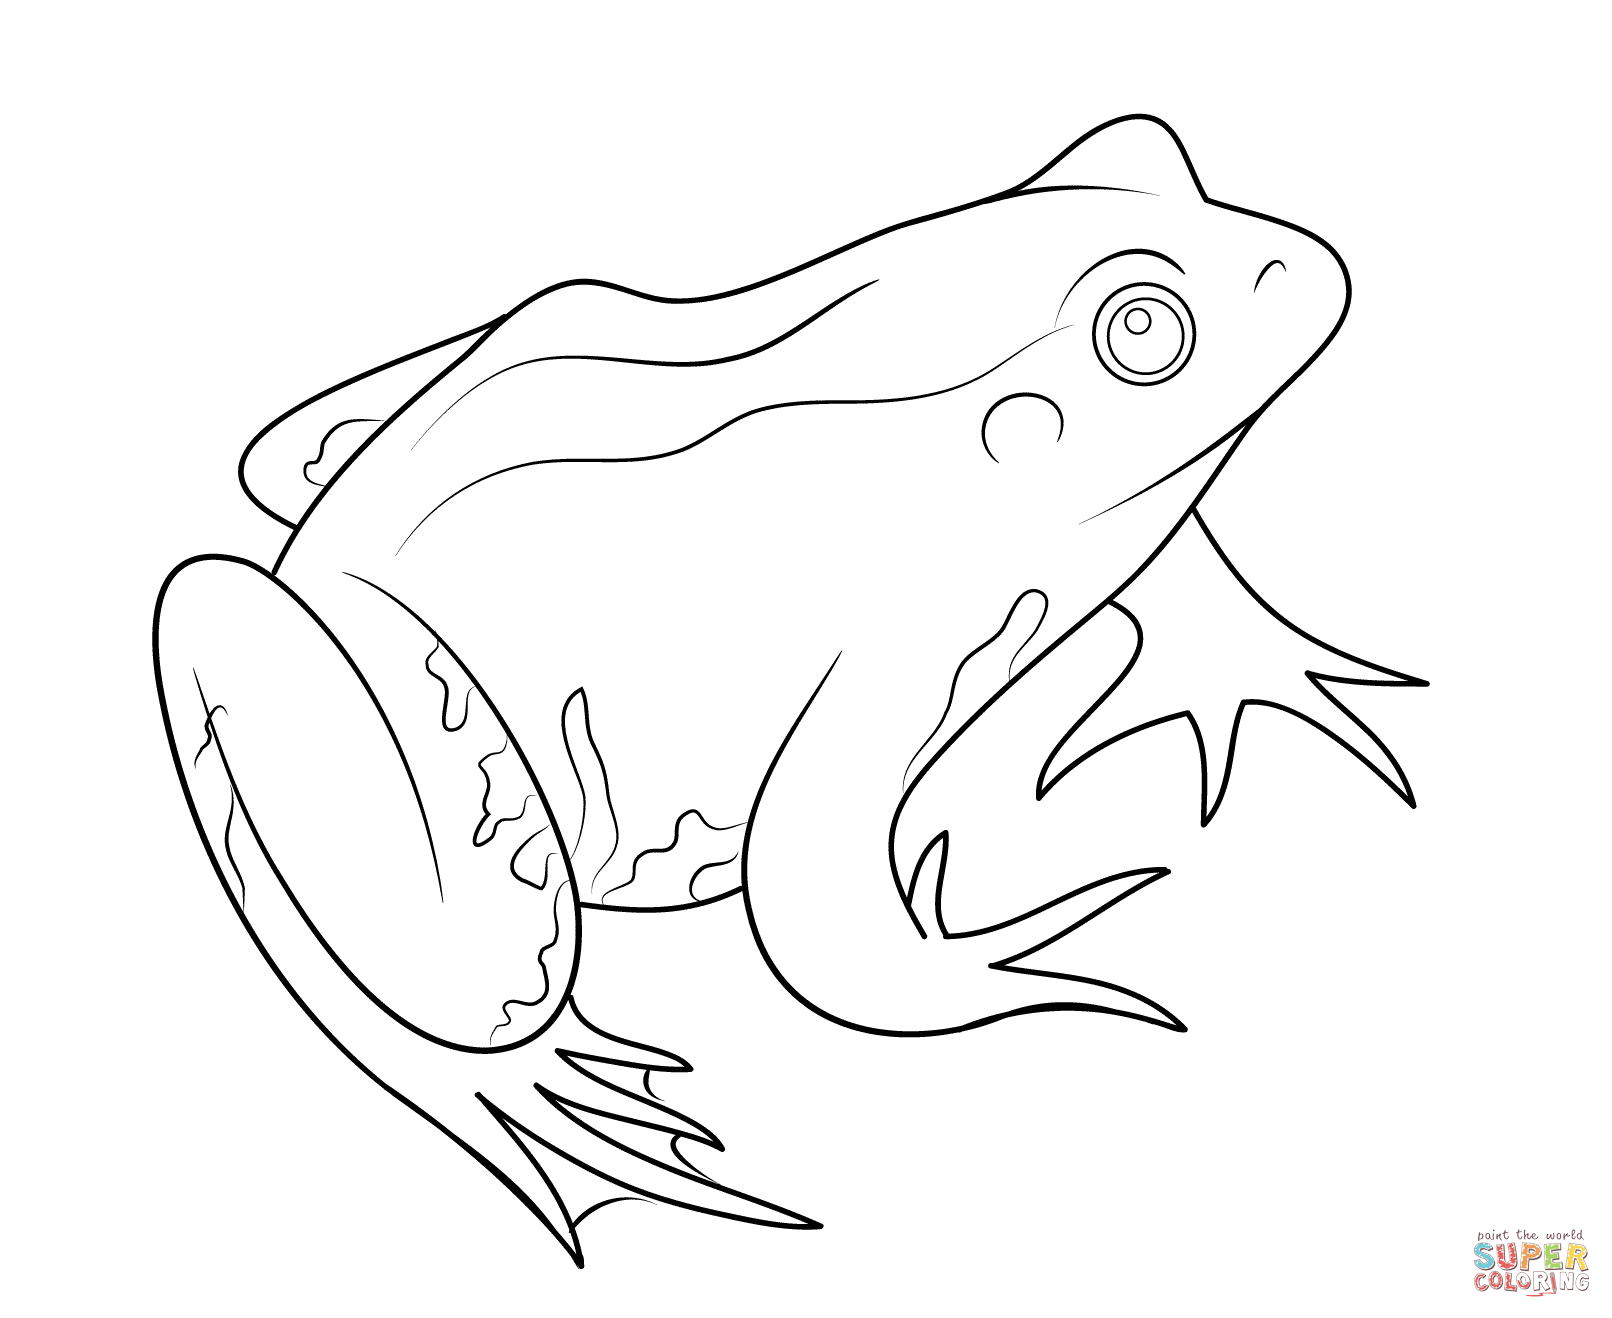 paint the world
SUPER
COLORING